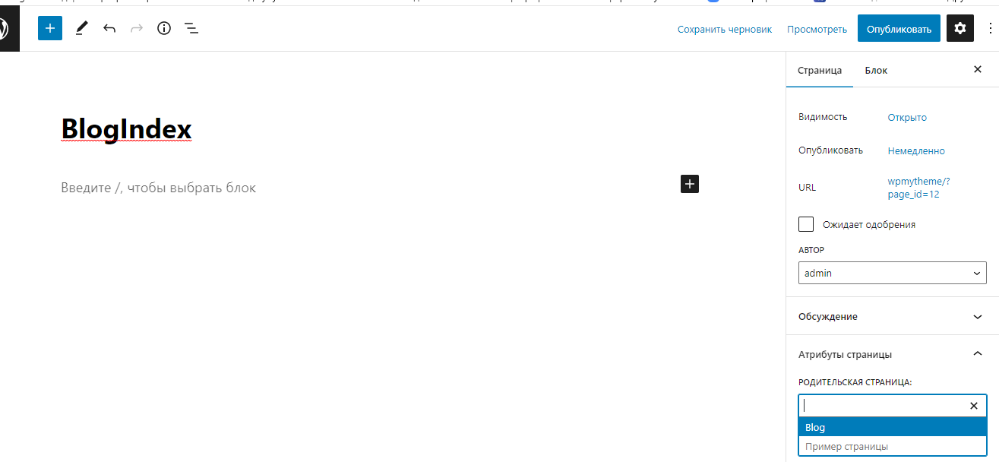 Сохранить черновик
Просмотреть
Опубликовать
Страница
Блок
BlogIndex
Введите /, чтобы выбрать блок
Видимость
Открыто
Опубликовать
Немедленно
URL
wpmytheme/?
page_id=12
Ожидает одобрения
АВТОР
admin
Обсуждение
Атрибуты страницы
РОДИТЕЛЬСКАЯ СТРАНИЦА:
Blog
Пример страницы